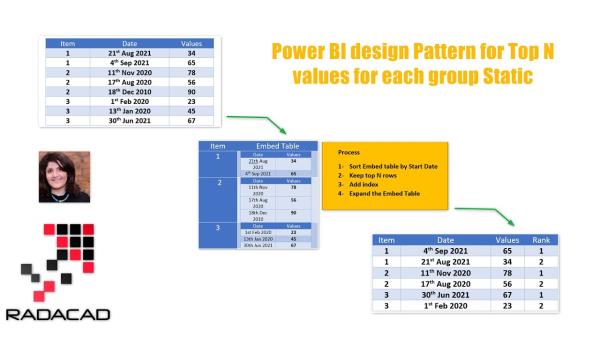 Power BI design Pattern for Top N
values for each group Static
Item Date Values
1 21st Aug 2021 34
1 4th Sep 2021 65
2 11th Nov 2020 78
2 17th Aug 2020 56
2 18th Dec 2010 90
3 1st Feb 2020 23
3 13th Jan 2020 45
3 30th Jun 2021 67
Item Embed Table
1
Date Values
21th Aug 34
2021
4th Sep 2021 65
2
Date Values
11th Nov 78
2020
17th Aug 56
2020
18th Dec 90
2010
3
Date Values
1st Feb 2020 23
13th Jan 2020 45
30th Jun 2021 67
Process
1- Sort Embed table by Start Date
2- Keep top N rows
3- Add index
4- Expand the Embed Table
Item Date Values Rank
1 4th Sep 2021 65 1
1 21st Aug 2021 34 2
2 11th Nov 2020 78 1
2 17th Aug 2020 56 2
3 30th Jun 2021 67 1
3 1st Feb 2020 23 2
RADACAD